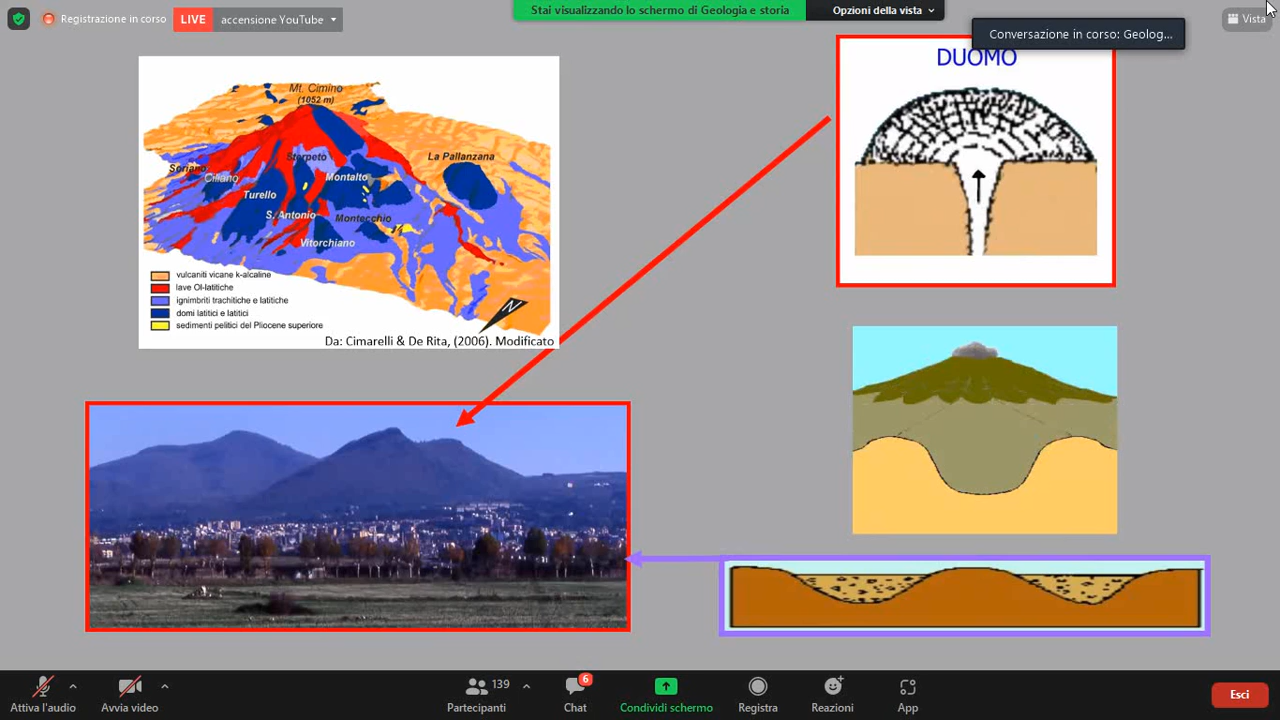 Registrazione in corso
LIVE
accensione YouTube
Stai visualizzando lo schermo di Geologia e storia
Opzioni della vista
Vista
Conversazione in corso: Geolog...
DUOMO
Mt. Cimino
(1052 m)
Sterpeto
La Pallanzana
Soriano
Ciliano
Montalto
Turello
S. Antonio
Montecchio
Vitorchiano
vulcaniti vicane k-alcaline
lave Ol-latitiche
ignimbriti trachitiche e latitiche
domi latitici e latitici
sedimenti pelitici del Pliocene superiore
N
Da: Cimarelli & De Rita, (2006). Modificato
Attiva l'audio
Avvia video
139
Partecipanti
6
Chat
Condividi schermo
Registra
Reazioni
App
Esci